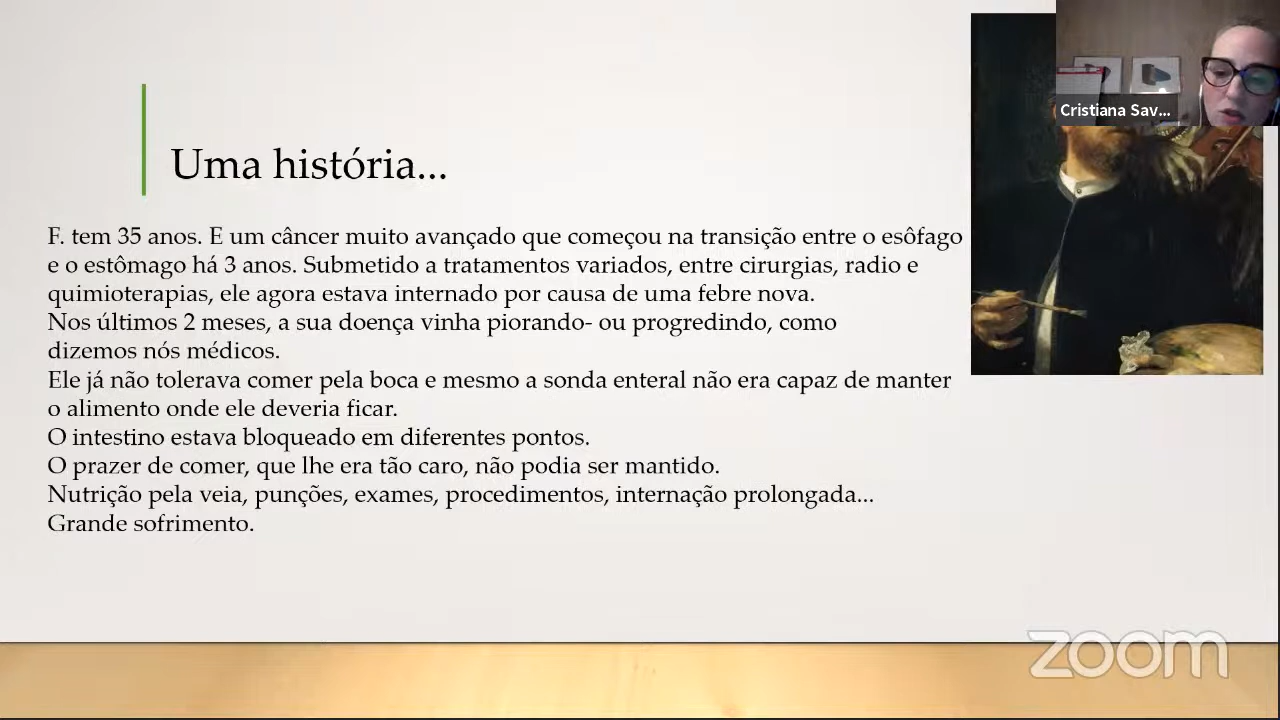 Cristiana Sav...
Uma história...
F. tem 35 anos. E um câncer muito avançado que começou na transição entre o esôfago
e o estômago há 3 anos. Submetido a tratamentos variados, entre cirurgias, radio e
quimioterapias, ele agora estava internado por causa de uma febre nova.
Nos últimos 2 meses, a sua doença vinha piorando- ou progredindo, como
dizemos nós médicos.
Ele já não tolerava comer pela boca e mesmo a sonda enteral não era capaz de manter
o alimento onde ele deveria ficar.
O intestino estava bloqueado em diferentes pontos.
O prazer de comer, que lhe era tão caro, não podia ser mantido.
Nutrição pela veia, punções, exames, procedimentos, internação prolongada...
Grande sofrimento.
zoom